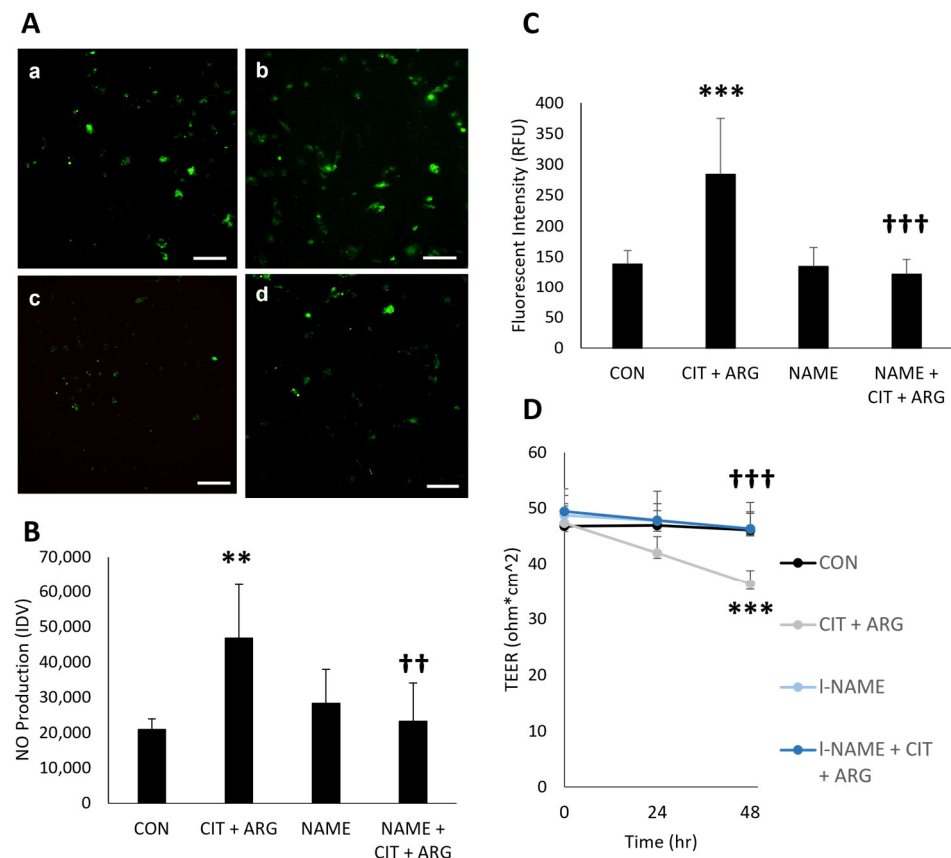 A
a
b
c
d
B
NO Production (IDV)
70,000
60,000
50,000
40,000
30,000
20,000
10,000
0
**
††
CON
CIT + ARG
NAME
NAME +
CIT + ARG
C
Fluorescent Intensity (RFU)
400
350
300
250
200
150
100
50
0
***
†††
CON
CIT + ARG
NAME
NAME +
CIT + ARG
D
TEER (ohm*cm^2)
60
50
40
30
20
10
0
†††
***
0
24
48
Time (hr)
CON
CIT + ARG
l-NAME
l-NAME + CIT
+ ARG